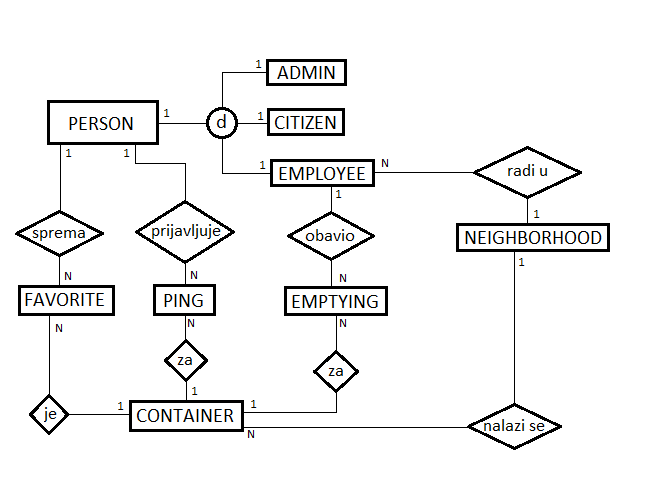 1
ADMIN
PERSON
1
d
1
CITIZEN
1
1
1
EMPLOYEE
N
radi u
1
1
sprema
prijavljuje
obavio
NEIGHBORHOOD
1
N
N
N
FAVORITE
PING
EMPTYING
N
N
N
za
za
je
1
1
CONTAINER
1
N
nalazi se